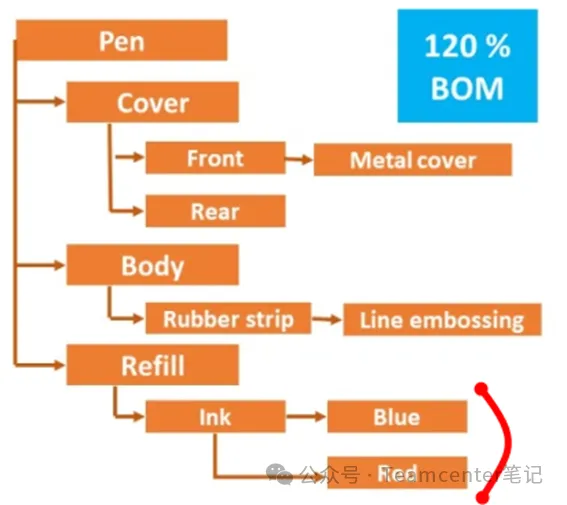 Pen
120 %
BOM
Cover
Front
Metal cover
Rear
Body
Rubber strip
Line embossing
Refill
Ink
Blue
Red
公众号 · Teamcenter笔记